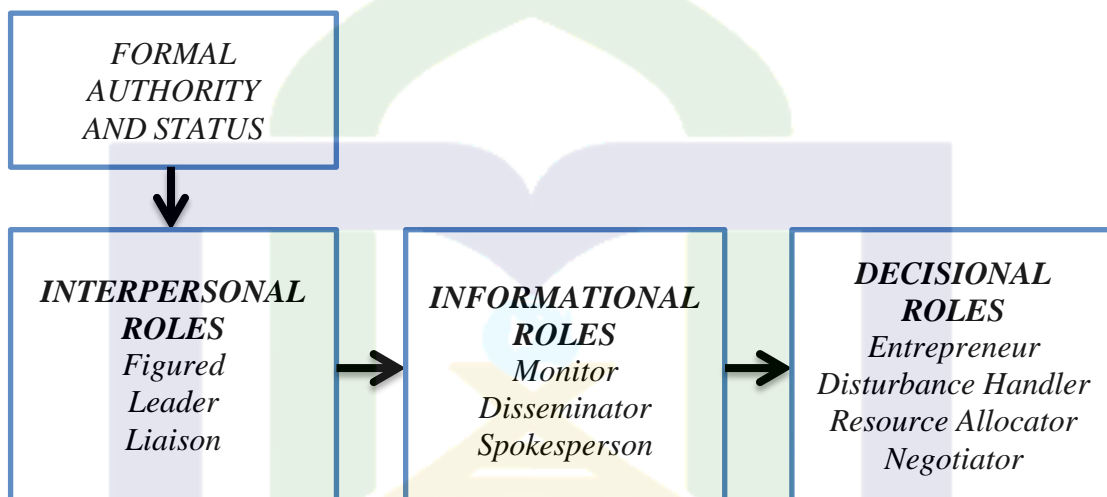 FORMAL
AUTHORITY
AND STATUS
INTERPERSONAL
ROLES
Figured
Leader
Liaison
INFORMATIONAL
ROLES
Monitor
Disseminator
Spokesperson
DECISIONAL
ROLES
Entrepreneur
Disturbance Handler
Resource Allocator
Negotiator